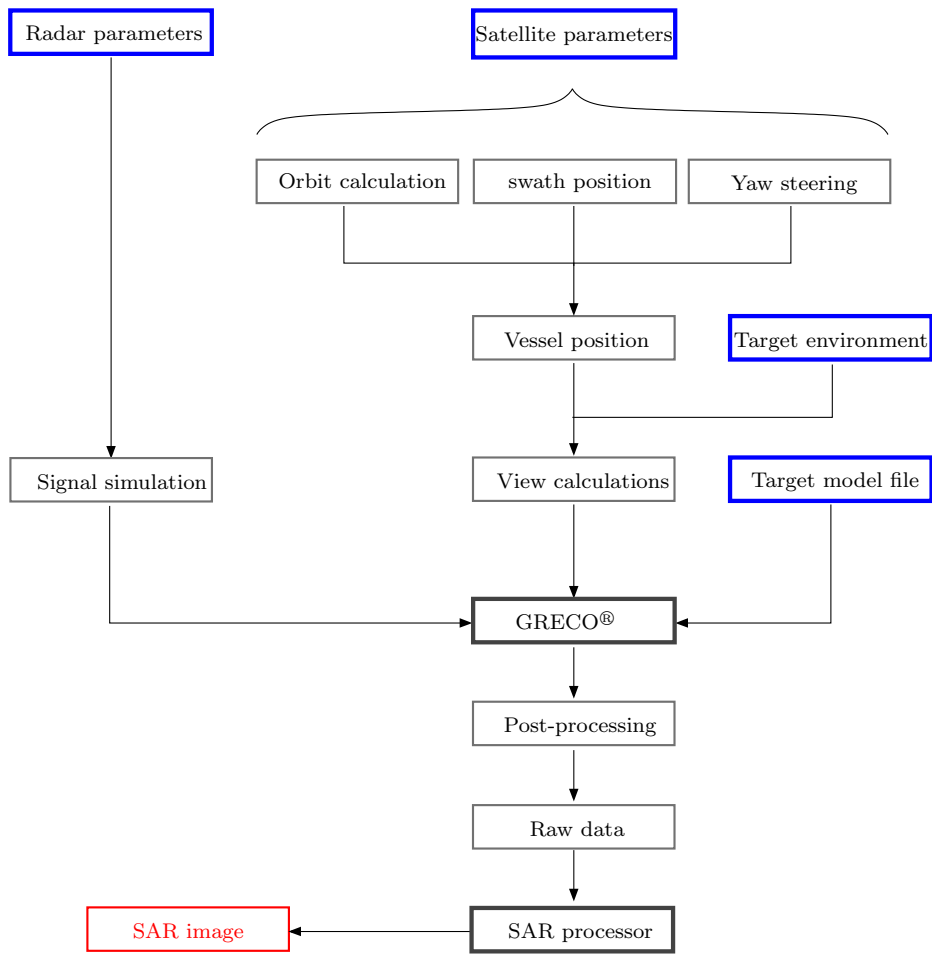 Radar parameters
Satellite parameters
Orbit calculation
swath position
Yaw steering
Vessel position
Target environment
Signal simulation
View calculations
Target model file
GRECO®
Post-processing
Raw data
SAR image
SAR processor